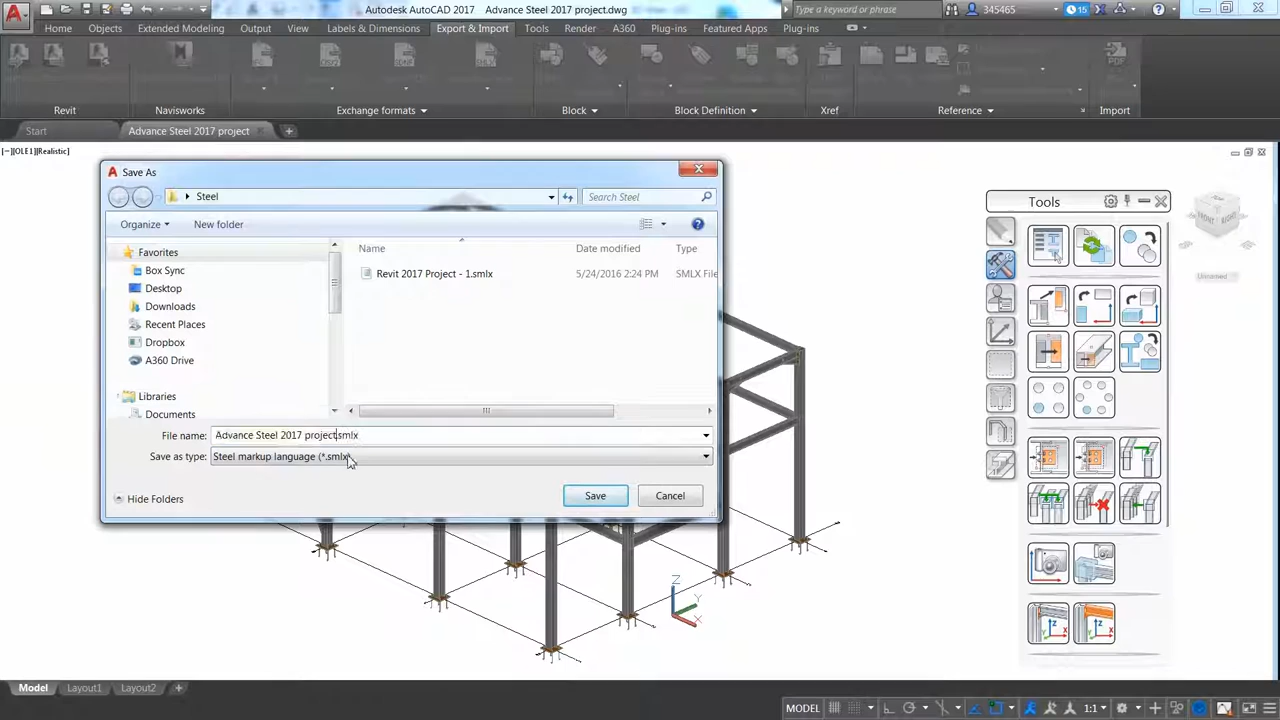 Autodesk AutoCAD 2017 Advance Steel 2017 project.dwg
Type a keyword or phrase
345465
15
Home Objects Extended Modeling Output View Labels & Dimensions Export & Import Tools Render A360 Plug-ins Featured Apps Plug-ins
PDF
Revit Navisworks Exchange formats Block Block Definition Xref Reference Import
Start Advance Steel 2017 project
[−][OLE1][Realistic]
Save As
Steel
Search Steel
Organize New folder
Name Date modified Type
Favorites
Box Sync
Desktop
Downloads
Recent Places
Dropbox
A360 Drive
Libraries
Documents
Revit 2017 Project - 1.smlx 5/24/2016 2:24 PM SMLX File
File name: Advance Steel 2017 project.smlx
Save as type: Steel markup language (*.smlx)
Hide Folders
Save Cancel
Tools
FRONT RIGHT
Unnamed
Z
Y
X
Model Layout1 Layout2
MODEL 1:1